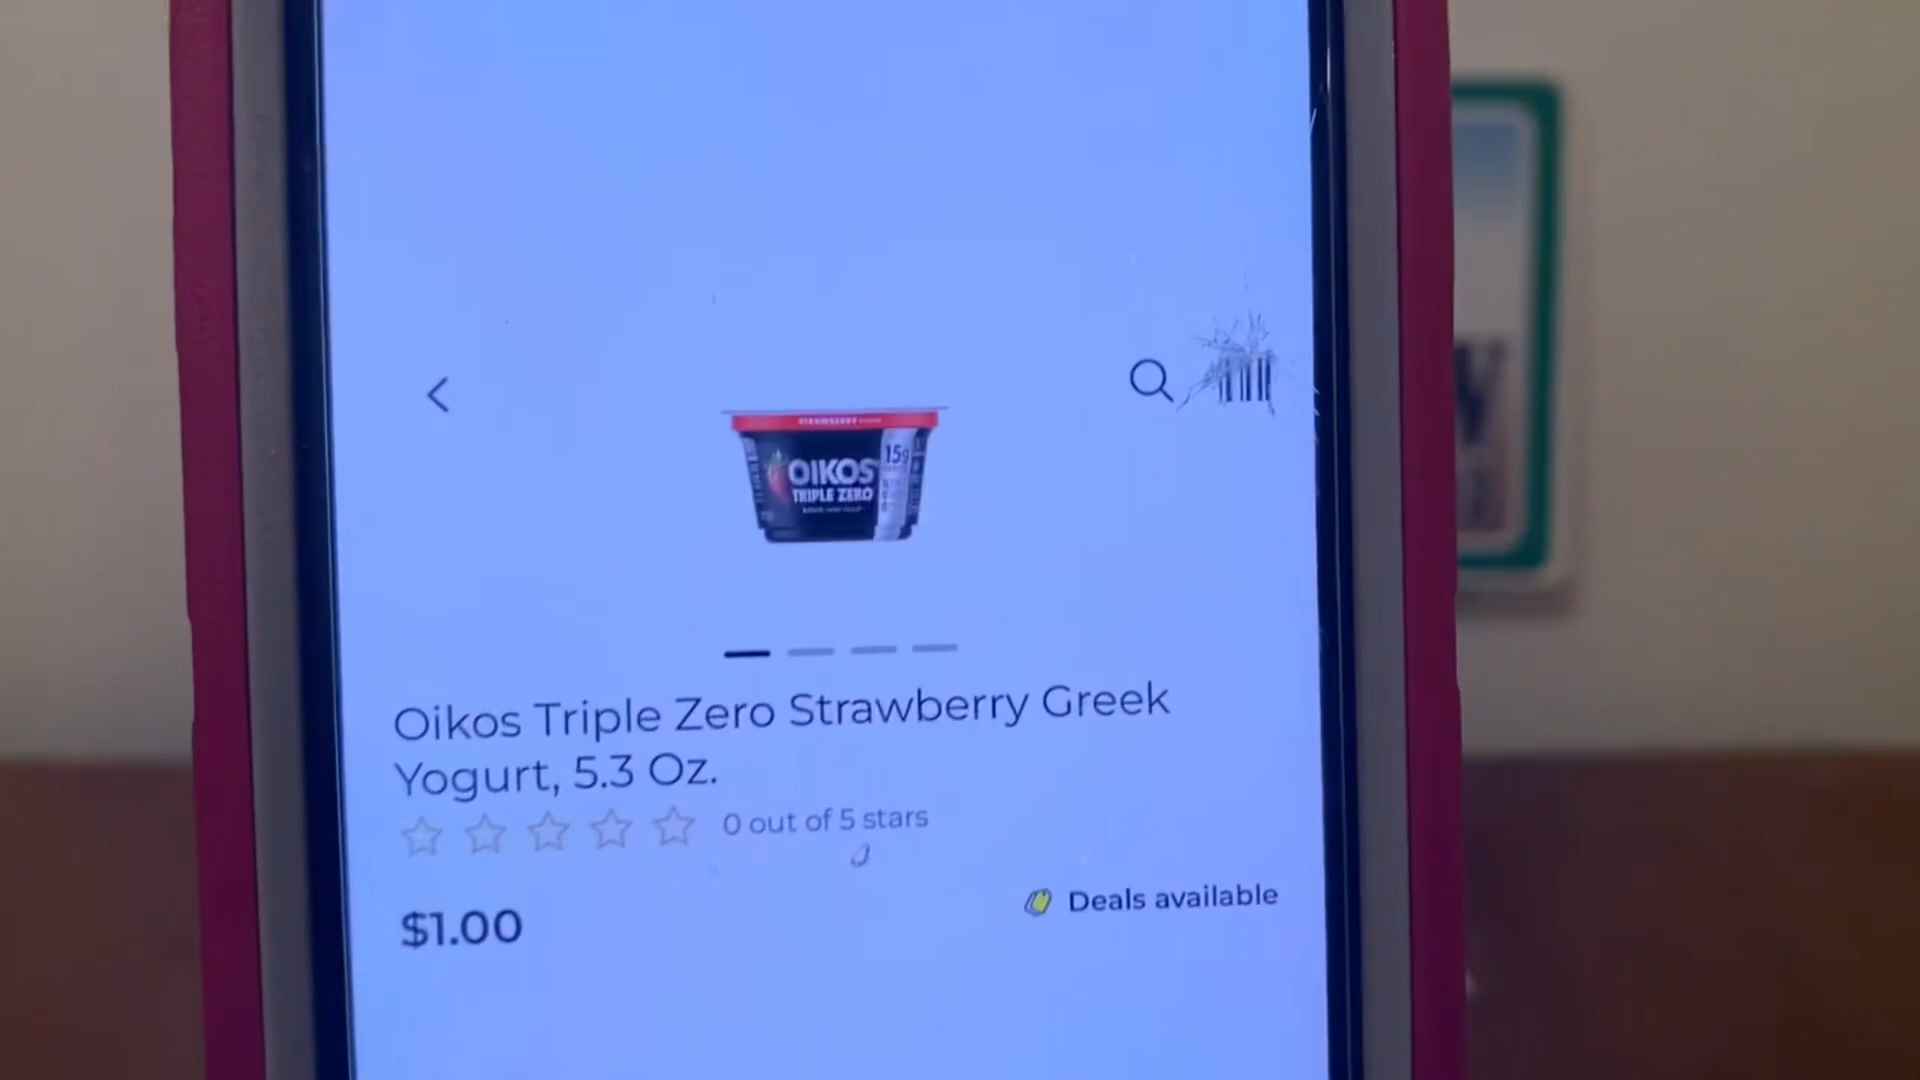 STRAWBERRY
15g
OIKOS
TRIPLE ZERO
Oikos Triple Zero Strawberry Greek
Yogurt, 5.3 Oz.
0 out of 5 stars
Deals available
$1.00